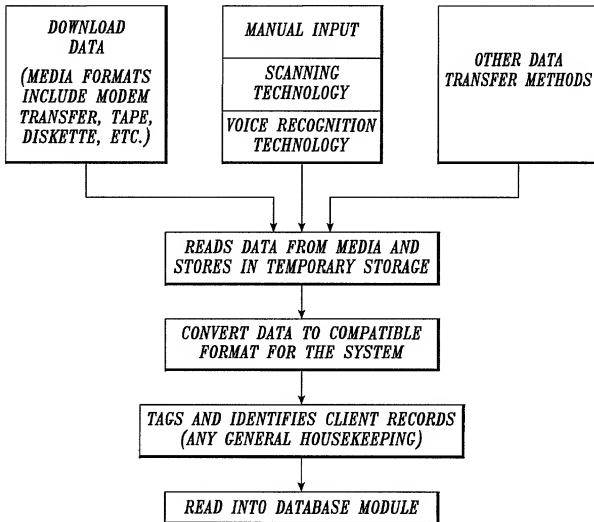 DOWNLOAD
DATA
(MEDIA FORMATS
INCLUDE MODEM
TRANSFER, TAPE,
DISKETTE, ETC.)
MANUAL INPUT
SCANNING
TECHNOLOGY
VOICE RECOGNITION
TECHNOLOGY
OTHER DATA
TRANSFER METHODS
READS DATA FROM MEDIA AND
STORES IN TEMPORARY STORAGE
CONVERT DATA TO COMPATIBLE
FORMAT FOR THE SYSTEM
TAGS AND IDENTIFIES CLIENT RECORDS
(ANY GENERAL HOUSEKEEPING)
READ INTO DATABASE MODULE